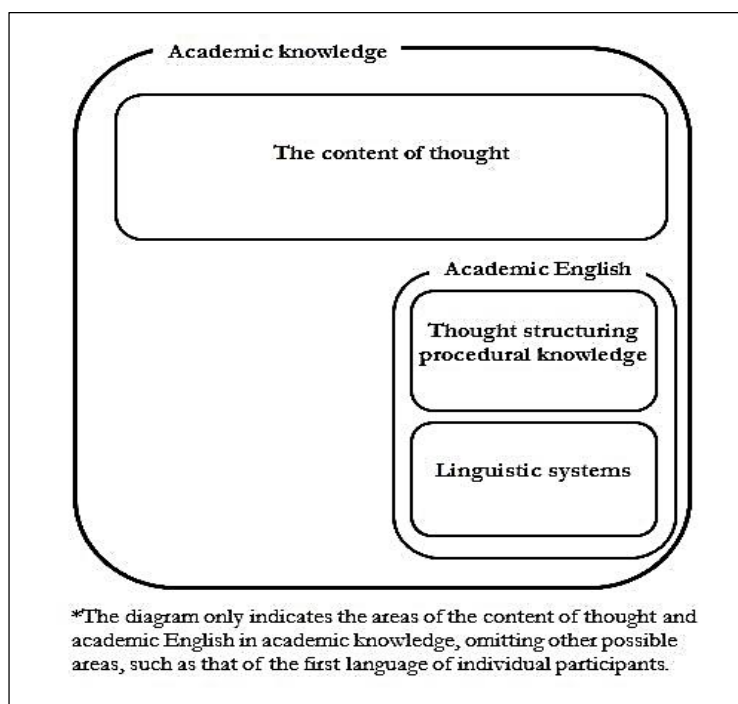 Academic knowledge
The content of thought
Academic English
Thought structuring
procedural knowledge
Linguistic systems
*The diagram only indicates the areas of the content of thought and
academic English in academic knowledge, omitting other possible
areas, such as that of the first language of individual participants.